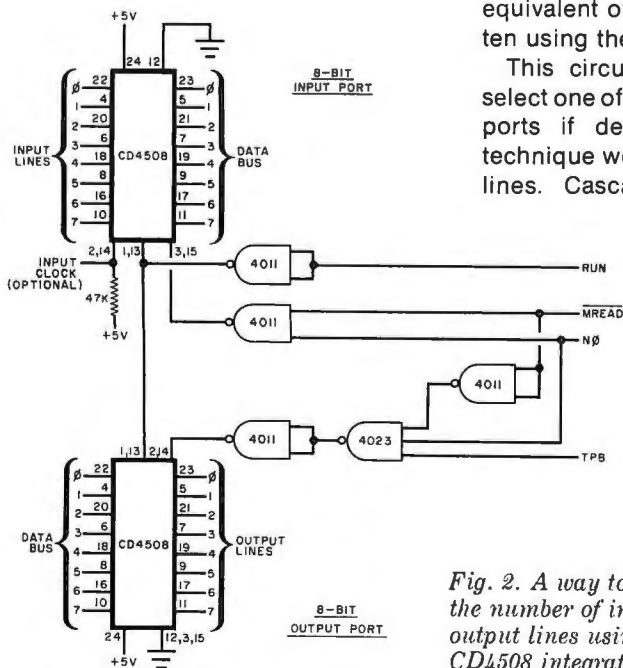 equivalent o
ten using the
This circu
select one of
ports if de
technique wo
lines. Casca
+5V
24 12
8-BIT
INPUT PORT
INPUT
LINES
Ø 22 23 Ø
1 4 5 1
2 20 21 2
3 6 7 3
4 18 CD4508 19 4
5 8 9 5
6 16 17 6
7 10 11 7
DATA
BUS
2,14 1,13 3,15
INPUT
CLOCK
(OPTIONAL)
47K
+5V
4011
RUN
4011
MREAD
NØ
4011
4011
4023
TPB
1,13 2,14
DATA
BUS
Ø 22 23 Ø
1 4 5 1
2 20 21 2
3 6 7 3
4 18 CD4508 19 4
5 8 9 5
6 16 17 6
7 10 11 7
OUTPUT
LINES
24 12,3,15
+5V
8-BIT
OUTPUT PORT
Fig. 2. A way to
the number of in
output lines usin
CD4508 integrat